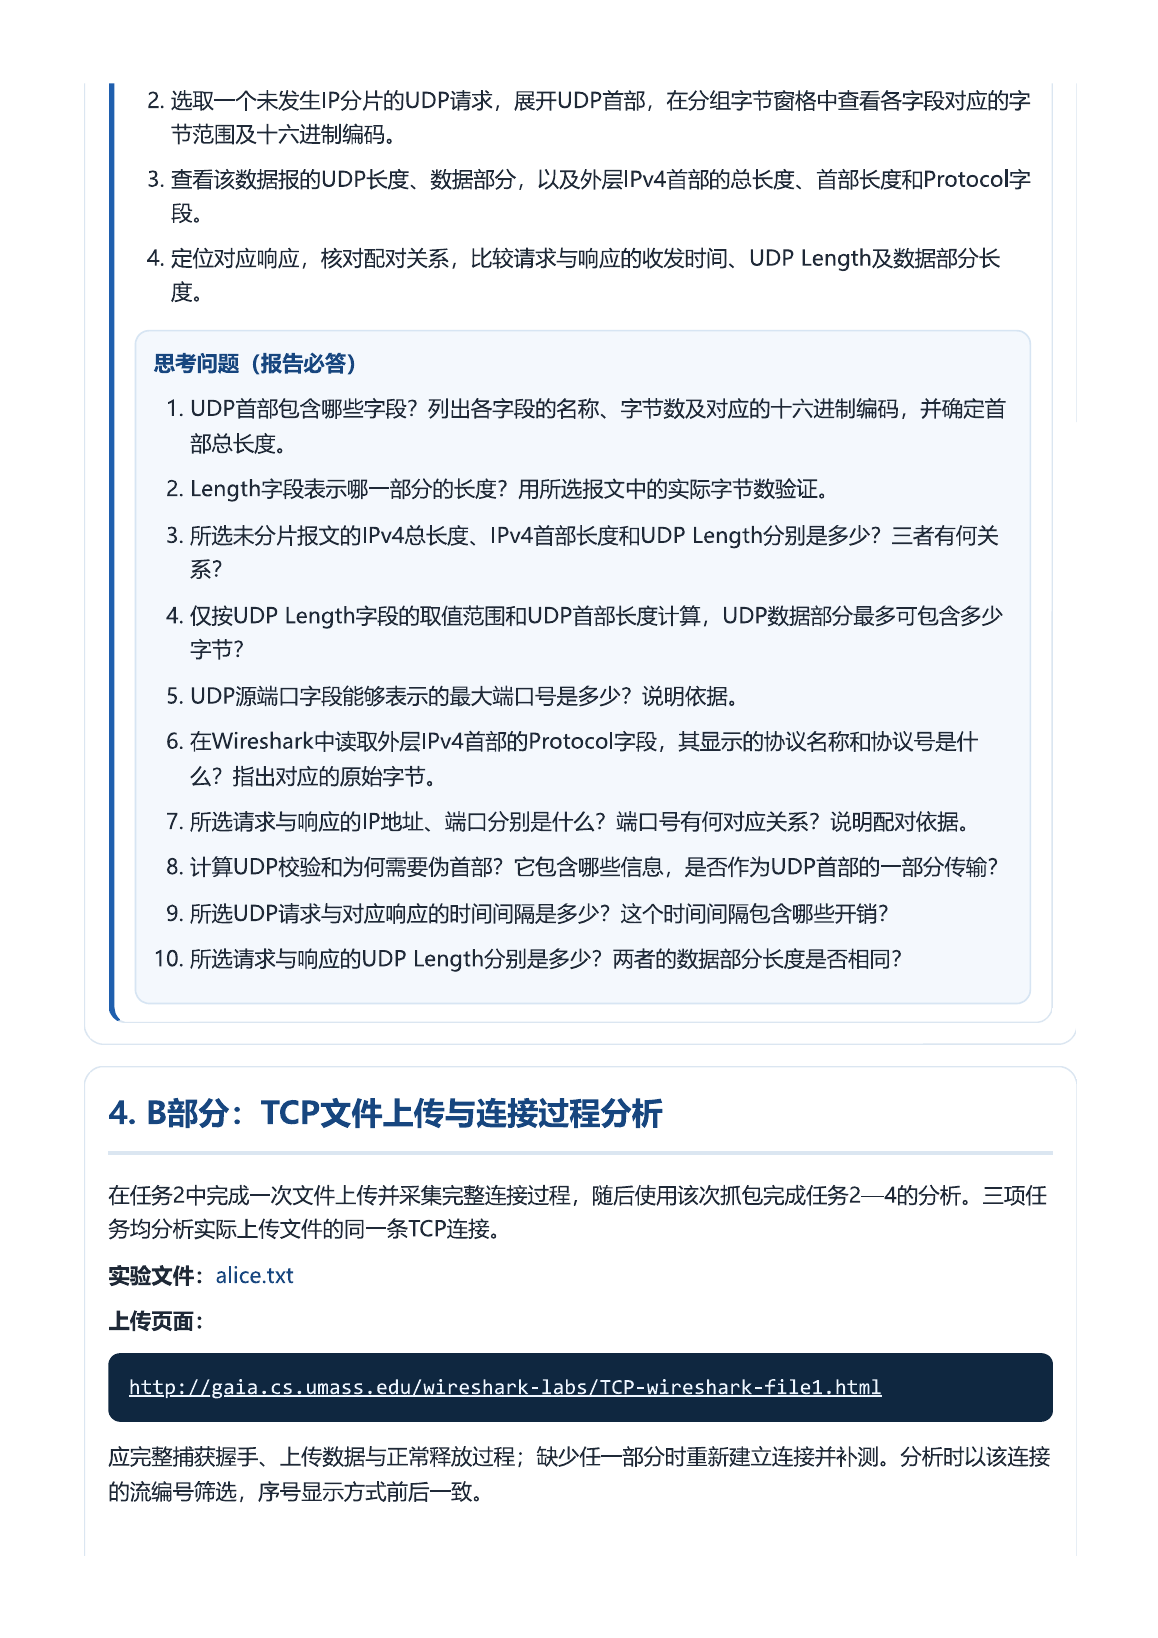 2. 选取一个未发生IP分片的UDP请求，展开UDP首部，在分组字节窗格中查看各字段对应的字
节范围及十六进制编码。
3. 查看该数据报的UDP长度、数据部分，以及外层IPv4首部的总长度、首部长度和Protocol字
段。
4. 定位对应响应，核对配对关系，比较请求与响应的收发时间、UDP Length及数据部分长
度。
思考问题（报告必答）
1. UDP首部包含哪些字段？列出各字段的名称、字节数及对应的十六进制编码，并确定首
部总长度。
2. Length字段表示哪一部分的长度？用所选报文中的实际字节数验证。
3. 所选未分片报文的IPv4总长度、IPv4首部长度和UDP Length分别是多少？三者有何关
系？
4. 仅按UDP Length字段的取值范围和UDP首部长度计算，UDP数据部分最多可包含多少
字节？
5. UDP源端口字段能够表示的最大端口号是多少？说明依据。
6. 在Wireshark中读取外层IPv4首部的Protocol字段，其显示的协议名称和协议号是什
么？指出对应的原始字节。
7. 所选请求与响应的IP地址、端口分别是什么？端口号有何对应关系？说明配对依据。
8. 计算UDP校验和为何需要伪首部？它包含哪些信息，是否作为UDP首部的一部分传输？
9. 所选UDP请求与对应响应的时间间隔是多少？这个时间间隔包含哪些开销？
10. 所选请求与响应的UDP Length分别是多少？两者的数据部分长度是否相同？
4. B部分：TCP文件上传与连接过程分析
在任务2中完成一次文件上传并采集完整连接过程，随后使用该次抓包完成任务2—4的分析。三项任
务均分析实际上传文件的同一条TCP连接。
实验文件：alice.txt
上传页面：
http://gaia.cs.umass.edu/wireshark-labs/TCP-wireshark-file1.html
应完整捕获握手、上传数据与正常释放过程；缺少任一部分时重新建立连接并补测。分析时以该连接
的流编号筛选，序号显示方式前后一致。